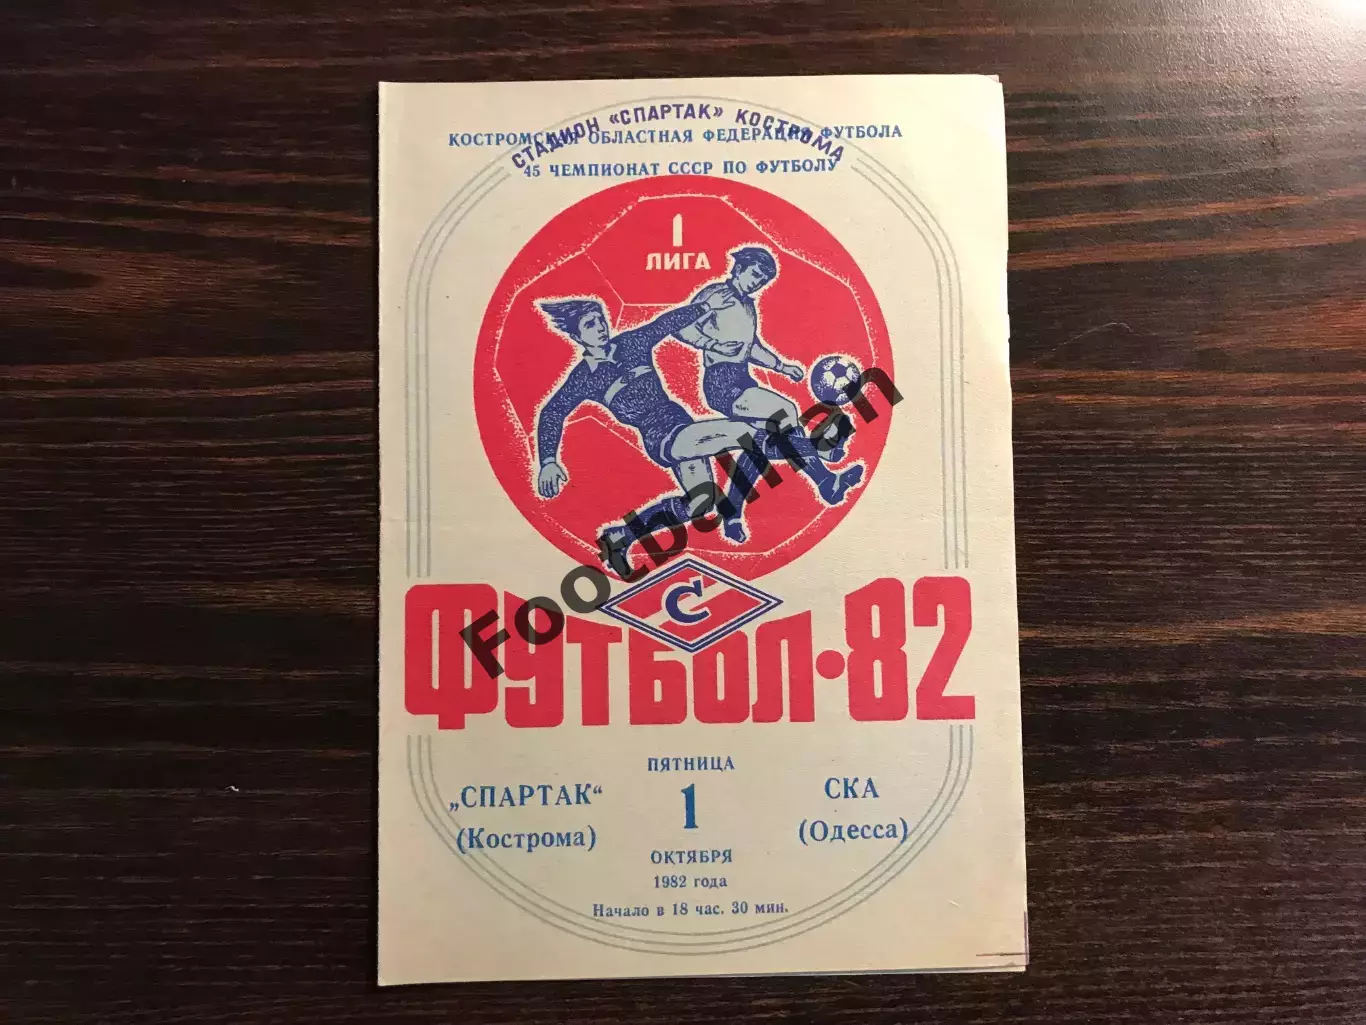 СТАДИОН «СПАРТАК» КОСТРОМА
КОСТРОМСКАЯ ОБЛАСТНАЯ ФЕДЕРАЦИЯ ФУТБОЛА
45 ЧЕМПИОНАТ СССР ПО ФУТБОЛУ
1
ЛИГА
Footballfan
С
ФУТБОЛ·82
ПЯТНИЦА
„СПАРТАК“
(Кострома)
1
СКА
(Одесса)
ОКТЯБРЯ
1982 года
Начало в 18 час. 30 мин.